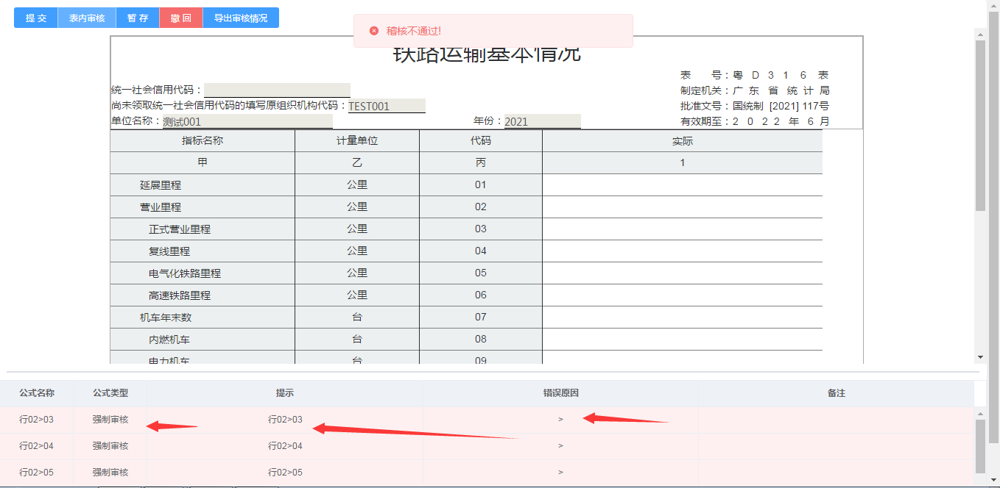 提 交 表内审核 暂 存 撤 回 导出审核情况
稽核不通过!
铁路运输基本情况
表 号：粤 D 3 1 6 表
统一社会信用代码：
制定机关：广 东 省 统 计 局
尚未领取统一社会信用代码的填写原组织机构代码：TEST001
批准文号：国统制 [2021] 117号
单位名称：测试001 年份：2021
有效期至：2 0 2 2 年 6 月
指标名称 计量单位 代码 实际
甲 乙 丙 1
延展里程 公里 01
营业里程 公里 02
正式营业里程 公里 03
复线里程 公里 04
电气化铁路里程 公里 05
高速铁路里程 公里 06
机车年末数 台 07
内燃机车 台 08
电力机车 台 09
公式名称 公式类型 提示 错误原因 备注
行02>03 强制审核 行02>03 >
行02>04 强制审核 行02>04 >
行02>05 强制审核 行02>05 >